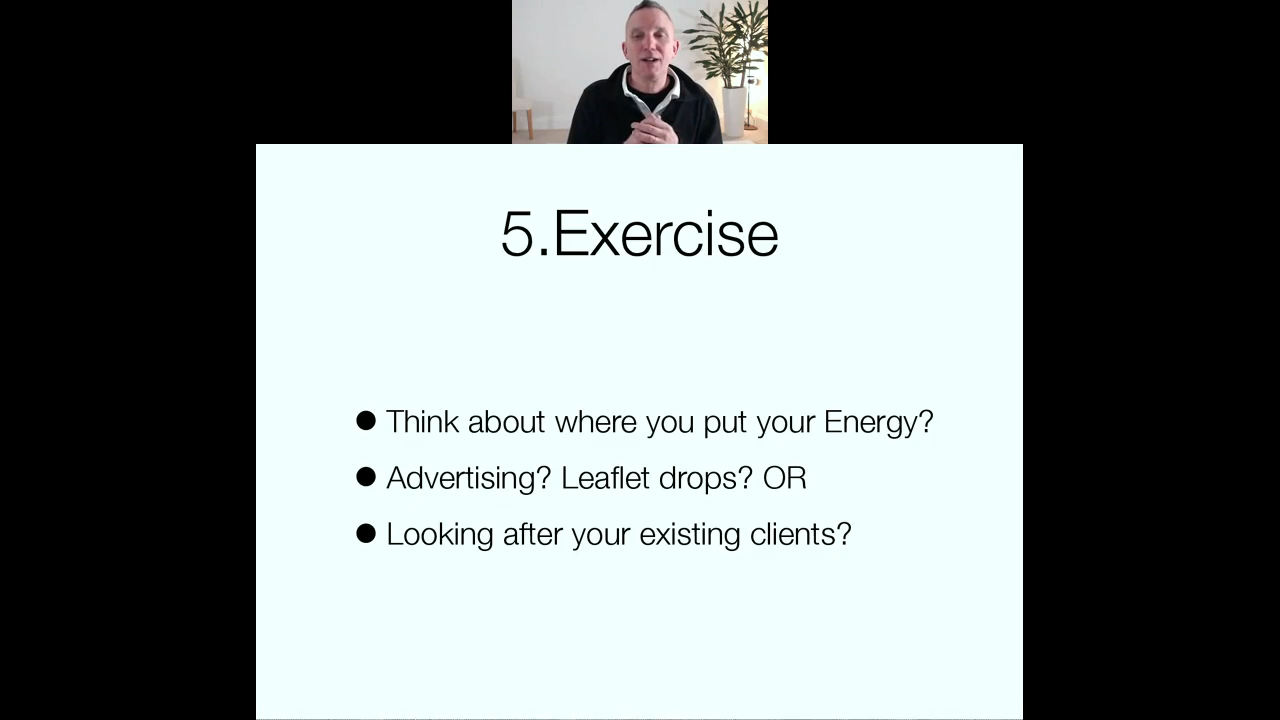 5.Exercise
● Think about where you put your Energy?
● Advertising? Leaflet drops? OR
● Looking after your existing clients?